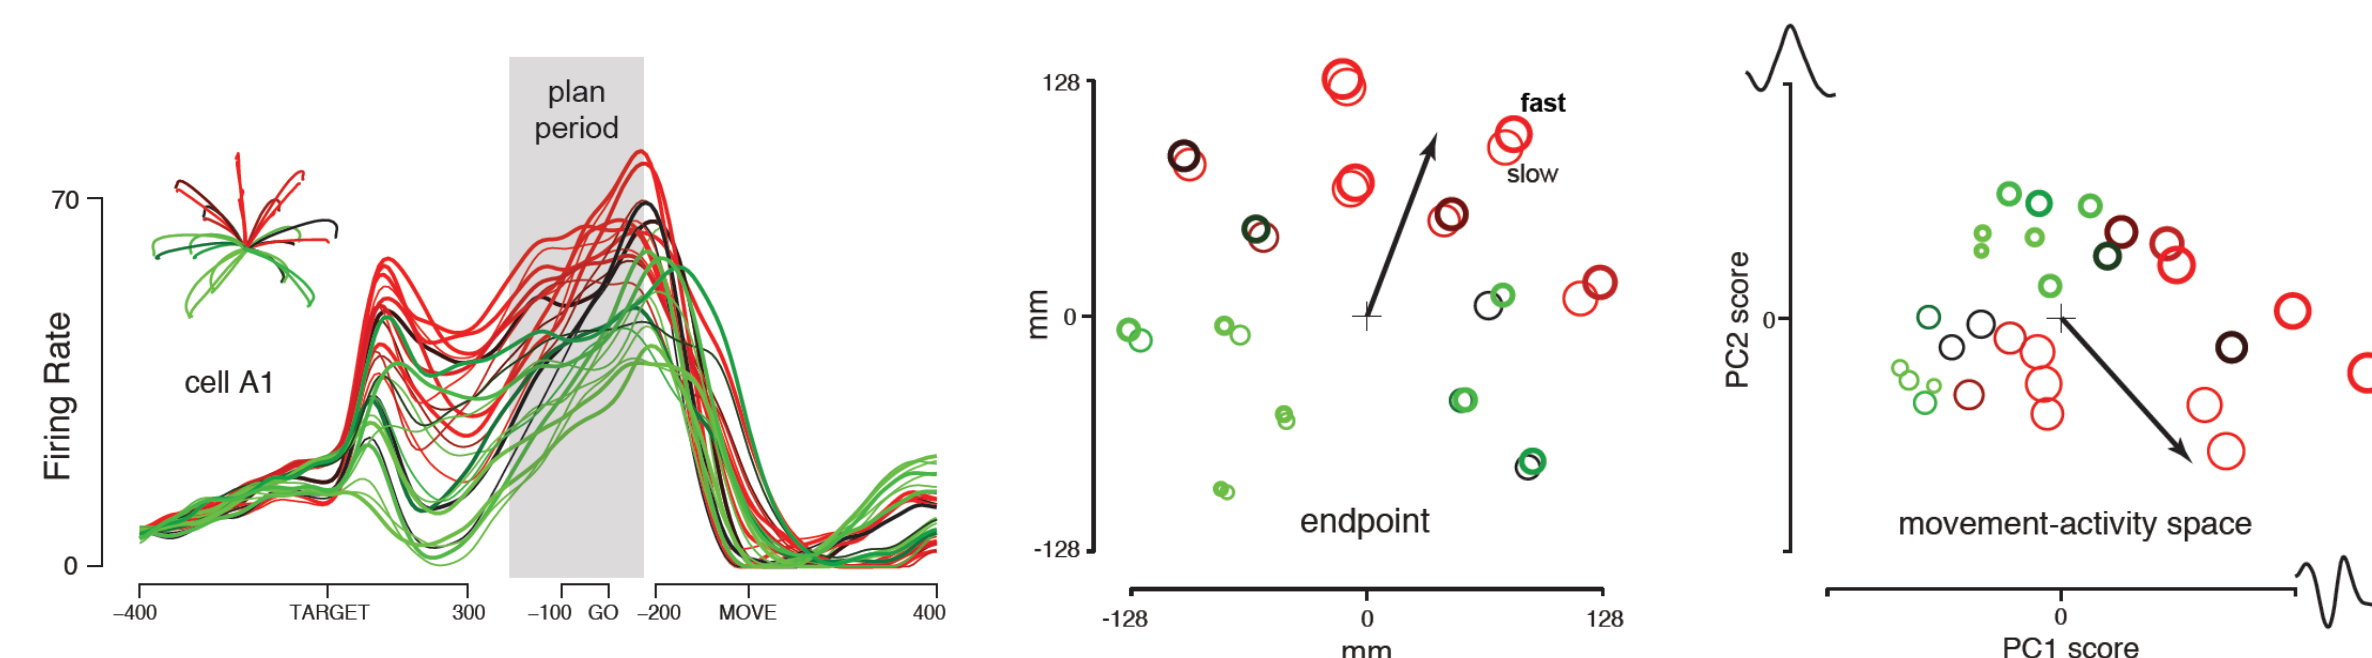 plan
period
70
cell A1
Firing Rate
0
–400
TARGET
300
–100
GO
–200
MOVE
400
128
fast
slow
mm
0
endpoint
-128
-128
0
128
mm
PC2 score
0
movement-activity space
0
PC1 score